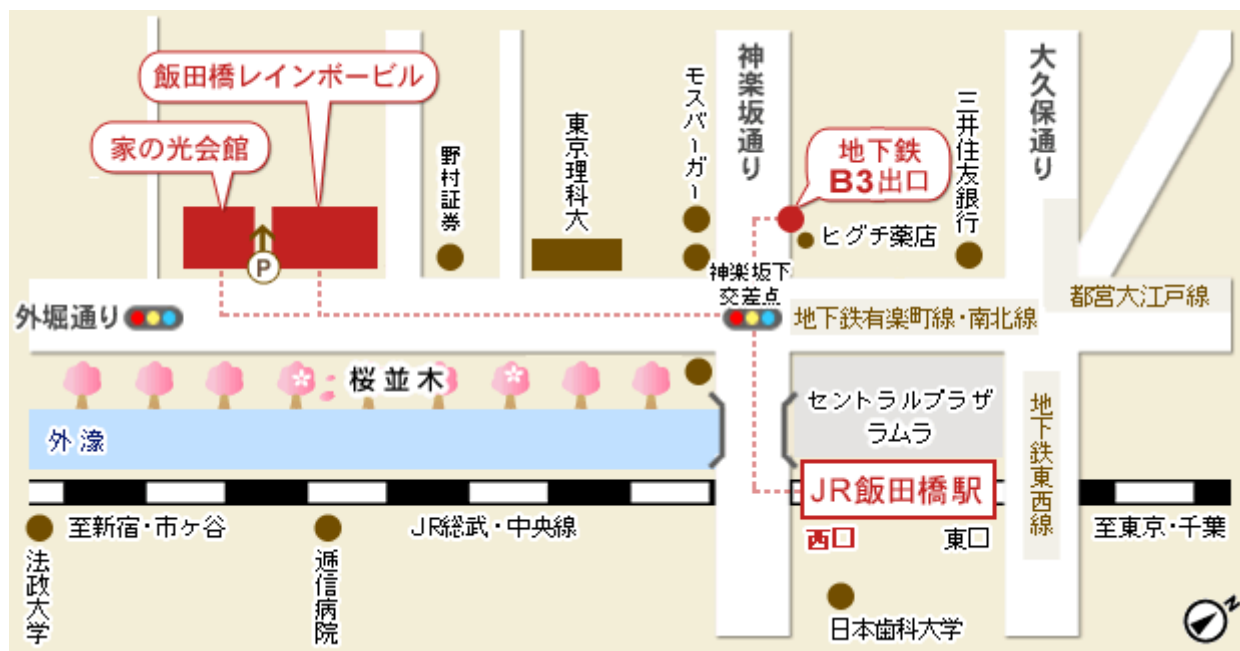 飯田橋レインボービル
家の光会館
野村証券
東京理科大
モスバーガー
神楽坂通り
地下鉄
B3出口
ヒグチ薬店
三井住友銀行
大久保通り
P
神楽坂下
交差点
外堀通り
地下鉄有楽町線・南北線
都営大江戸線
桜並木
外濠
セントラルプラザ
ラムラ
地下鉄東西線
JR飯田橋駅
西口
東口
至新宿・市ヶ谷
JR総武・中央線
至東京・千葉
法政大学
逓信病院
日本歯科大学
N